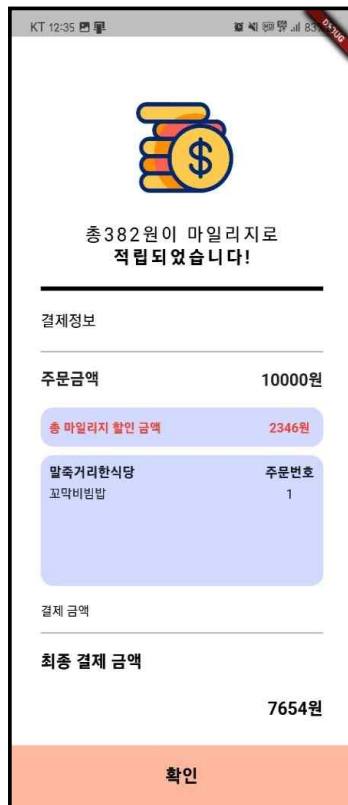 KT 12:35
83
DEBUG
$
총382원이 마일리지로
적립되었습니다!
결제정보
주문금액 10000원
총 마일리지 할인 금액 2346원
말죽거리한식당 주문번호
꼬막비빔밥 1
결제 금액
최종 결제 금액
7654원
확인